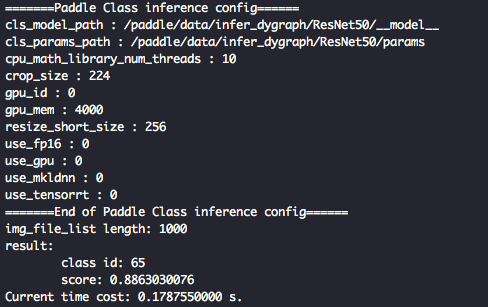 =======Paddle Class inference config======
cls_model_path : /paddle/data/infer_dygraph/ResNet50/__model__
cls_params_path : /paddle/data/infer_dygraph/ResNet50/params
cpu_math_library_num_threads : 10
crop_size : 224
gpu_id : 0
gpu_mem : 4000
resize_short_size : 256
use_fp16 : 0
use_gpu : 0
use_mkldnn : 0
use_tensorrt : 0
=======End of Paddle Class inference config======
img_file_list length: 1000
result:
        class id: 65
        score: 0.8863030076
Current time cost: 0.1787550000 s.